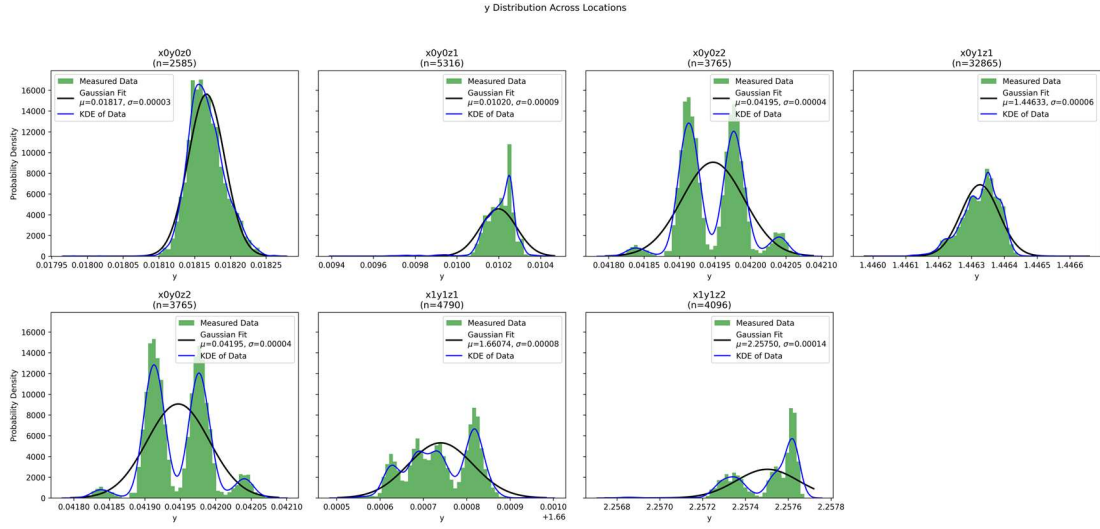 y Distribution Across Locations
x0y0z0
(n=2585)
Measured Data
Gaussian Fit
μ=0.01817, σ=0.00003
KDE of Data
Probability Density
16000
14000
12000
10000
8000
6000
4000
2000
0
0.01795 0.01800 0.01805 0.01810 0.01815 0.01820 0.01825
y
x0y0z1
(n=5316)
Measured Data
Gaussian Fit
μ=0.01020, σ=0.00009
KDE of Data
0.0094 0.0096 0.0098 0.0100 0.0102 0.0104
y
x0y0z2
(n=3765)
Measured Data
Gaussian Fit
μ=0.04195, σ=0.00004
KDE of Data
0.04180 0.04185 0.04190 0.04195 0.04200 0.04205 0.04210
y
x0y1z1
(n=32865)
Measured Data
Gaussian Fit
μ=1.44633, σ=0.00006
KDE of Data
1.4460 1.4461 1.4462 1.4463 1.4464 1.4465 1.4466
y
x0y0z2
(n=3765)
Measured Data
Gaussian Fit
μ=0.04195, σ=0.00004
KDE of Data
Probability Density
16000
14000
12000
10000
8000
6000
4000
2000
0
0.04180 0.04185 0.04190 0.04195 0.04200 0.04205 0.04210
y
x1y1z1
(n=4790)
Measured Data
Gaussian Fit
μ=1.66074, σ=0.00008
KDE of Data
0.0005 0.0006 0.0007 0.0008 0.0009 0.0010
+1.66
y
x1y1z2
(n=4096)
Measured Data
Gaussian Fit
μ=2.25750, σ=0.00014
KDE of Data
2.2568 2.2570 2.2572 2.2574 2.2576 2.2578
y